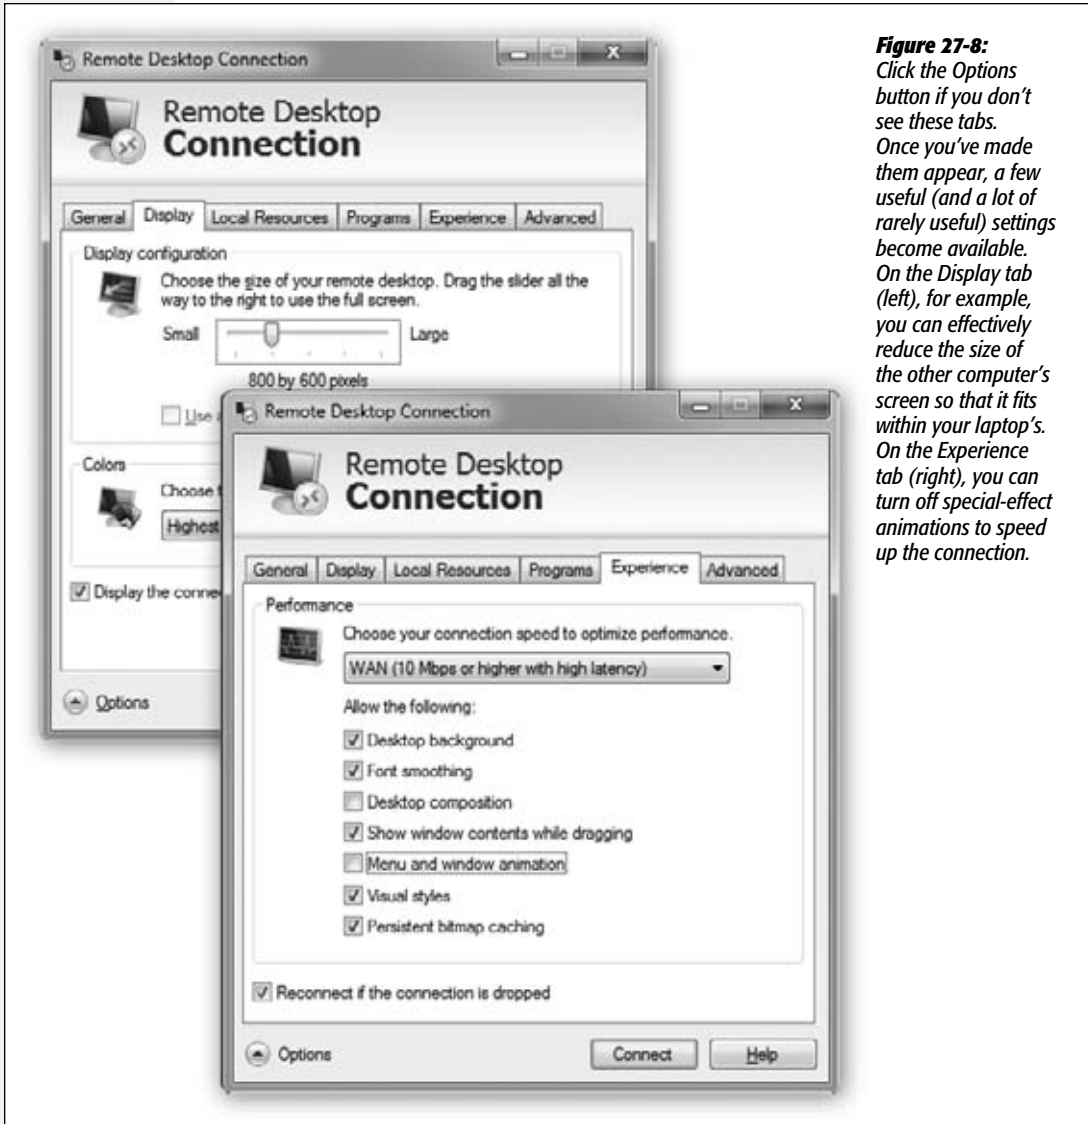 Remote Desktop Connection
Remote Desktop
Connection
General Display Local Resources Programs Experience Advanced
Display configuration
Choose the size of your remote desktop. Drag the slider all the
way to the right to use the full screen.
Small Large
800 by 600 pixels
Use
Colors
Choose
Highest
Display the
Options
Remote Desktop Connection
Remote Desktop
Connection
General Display Local Resources Programs Experience Advanced
Performance
Choose your connection speed to optimize performance.
WAN (10 Mbps or higher with high latency)
Allow the following:
Desktop background
Font smoothing
Desktop composition
Show window contents while dragging
Menu and window animation
Visual styles
Persistent bitmap caching
Reconnect if the connection is dropped
Options Connect Help
Figure 27-8:
Click the Options
button if you don't
see these tabs.
Once you've made
them appear, a few
useful (and a lot of
rarely useful) settings
become available.
On the Display tab
(left), for example,
you can effectively
reduce the size of
the other computer's
screen so that it fits
within your laptop's.
On the Experience
tab (right), you can
turn off special-effect
animations to speed
up the connection.